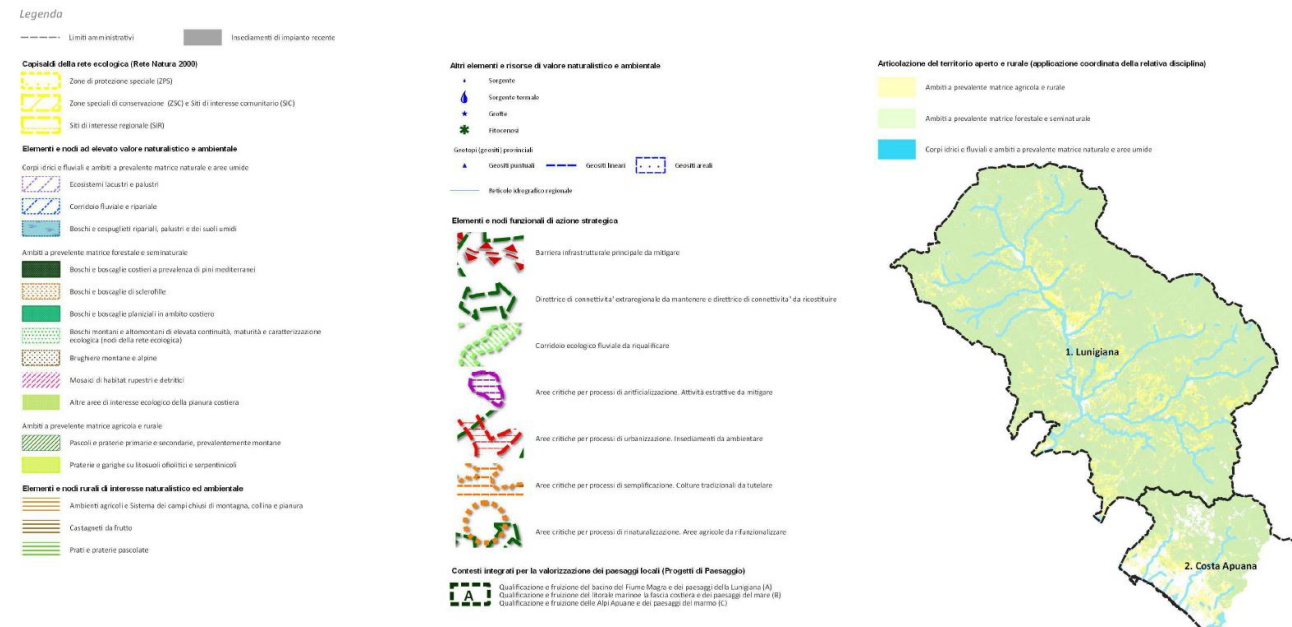 Legenda
Limiti amministrativi
Insediamenti di impianto recente
Capisaldi della rete ecologica (Rete Natura 2000)
Zone di protezione speciale (ZPS)
Zone speciali di conservazione (ZSC) e Siti di interesse comunitario (SIC)
Siti di interesse regionale (SIR)
Elementi e nodi ad elevato valore naturalistico e ambientale
Corpi idrici e fluviali e ambiti a prevalente matrice naturale e aree umide
Ecosistemi lacustri e palustri
Corridoio fluviale e ripariale
Boschi e cespuglieti ripariali, palustri e dei suoli umidi
Ambiti a prevelente matrice forestale e seminaturale
Boschi e boscaglie costieri a prevalenza di pini mediterranei
Boschi e boscaglie di sclerofille
Boschi e boscaglie planiziali in ambito costiero
Boschi montani e altomontani di elevata continuità, maturità e caratterizzazione
ecologica (nodi della rete ecologica)
Brughiere montane e alpine
Mosaici di habitat rupestri e detritici
Altre aree di interesse ecologico della pianura costiera
Ambiti a prevelente matrice agricola e rurale
Pascoli e praterie primarie e secondarie, prevalentemente montane
Praterie e garighe su litosuoli ofiolitici e serpentinicoli
Elementi e nodi rurali di interesse naturalistico ed ambientale
Ambienti agricoli e Sistema dei campi chiusi di montagna, collina e pianura
Castagneti da frutto
Prati e praterie pascolate
Altri elementi e risorse di valore naturalistico e ambientale
Sorgente
Sorgente termale
Grotta
Fitocenosi
Geotopi (geositi) provinciali
Geositi puntuali
Geositi lineari
Geositi areali
Reticolo idrografico regionale
Elementi e nodi funzionali di azione strategica
Barriera infrastrutturale principale da mitigare
Direttrice di connettivita' extraregionale da mantenere e direttrice di connettivita' da ricostituire
Corridoio ecologico fluviale da riqualificare
Aree critiche per processi di aritficializzazione. Attività estrattive da mitigare
Aree critiche per processi di urbanizzazione. Insediamenti da ambientare
Aree critiche per processi di semplificazione. Colture tradizionali da tutelare
Aree critiche per processi di rinaturalizzazione. Aree agricole da rifunzionalizzare
Contesti integrati per la valorizzazione dei paesaggi locali (Progetti di Paesaggio)
A
Qualificazione e fruizione del bacino del Fiume Magra e dei paesaggi della Lunigiana (A)
Qualificazione e fruizione del litorale marino e la fascia costiera e dei paesaggi del mare (B)
Qualificazione e fruizione delle Alpi Apuane e dei paesaggi del marmo (C)
Articolazione del territorio aperto e rurale (applicazione coordinata della relativa disciplina)
Ambiti a prevalente matrice agricola e rurale
Ambiti a prevalente matrice forestale e seminaturale
Corpi idrici e fluviali e ambiti a prevalente matrice naturale e aree umide
1. Lunigiana
2. Costa Apuana